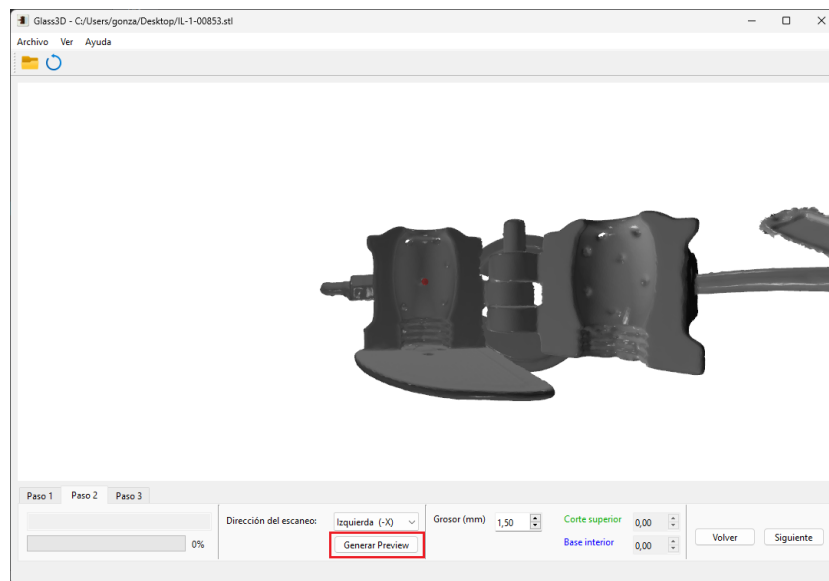 Glass3D - C:/Users/gonza/Desktop/IL-1-00853.stl
Archivo Ver Ayuda
Paso 1 Paso 2 Paso 3
Dirección del escaneo: Izquierda (-X) Grosor (mm) 1,50 Corte superior 0,00
0% Generar Preview Base interior 0,00 Volver Siguiente